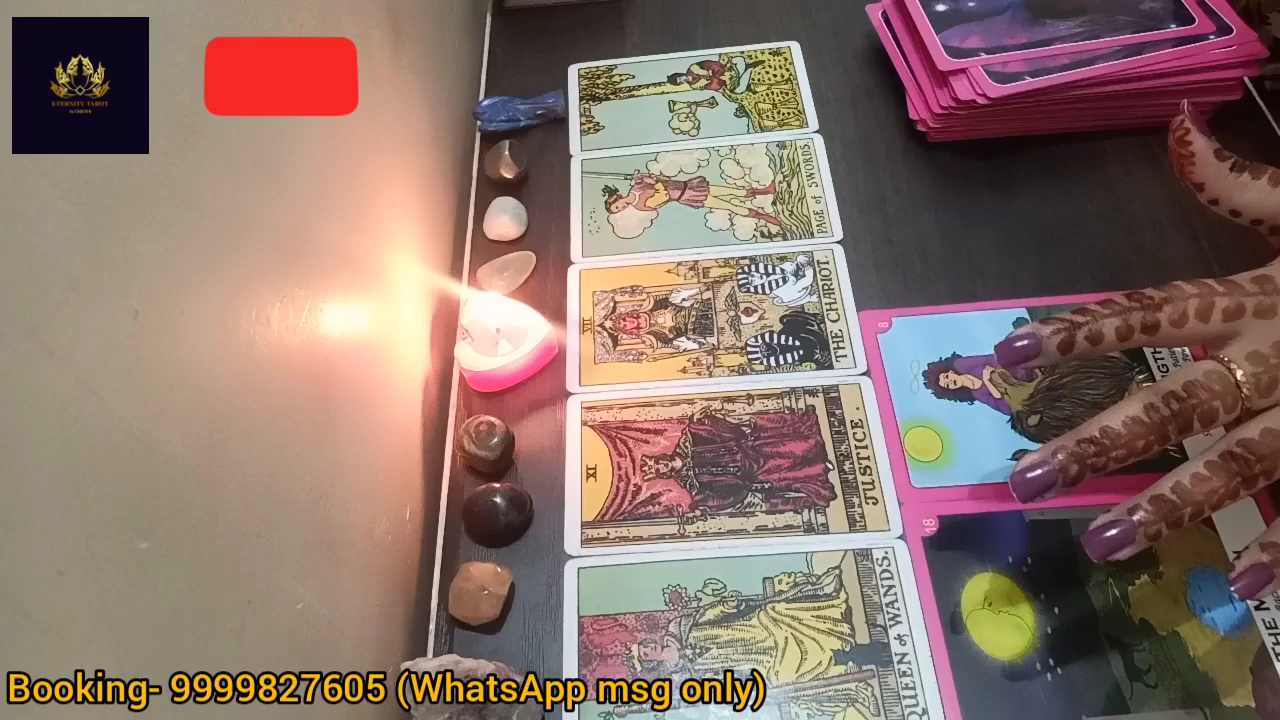 ETERNITY TAROT
PAGE of SWORDS.
VII
THE CHARIOT.
XI
JUSTICE.
QUEEN of WANDS.
8
18
THE
Booking- 9999827605 (WhatsApp msg only)